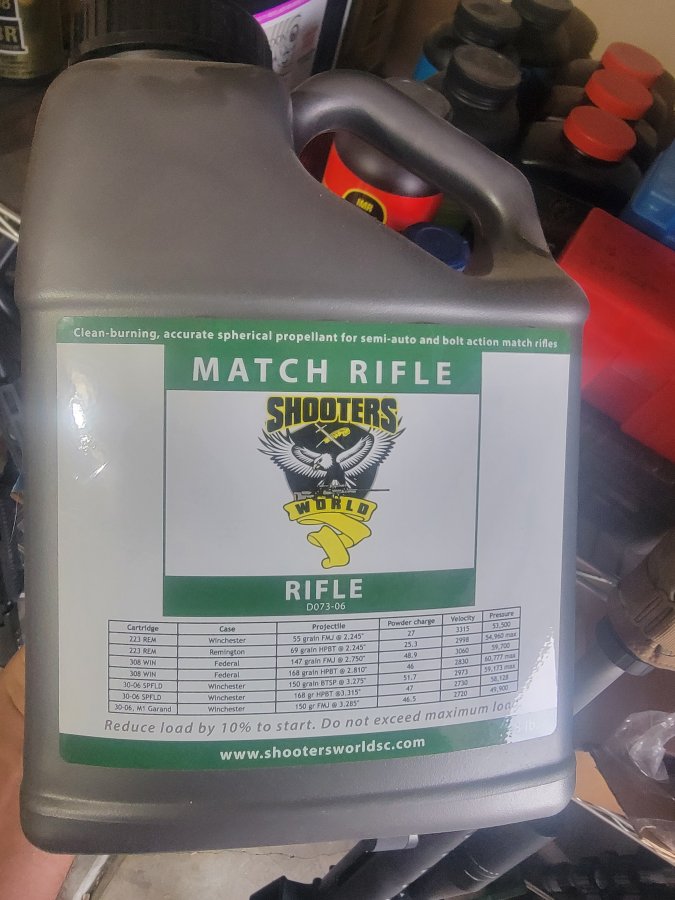 IMR
Clean-burning, accurate spherical propellant for semi-auto and bolt action match rifles
MATCH RIFLE
SHOOTERS
WORLD
RIFLE
D073-06
Cartridge Case Projectile Powder charge Velocity Pressure
223 REM Winchester 55 grain FMJ @ 2.245" 27 3315 53,500
223 REM Remington 69 grain HPBT @ 2.245" 25.3 2998 54,960 max
308 WIN Federal 147 grain FMJ @ 2.750" 48.9 3060 59,700
308 WIN Federal 168 grain HPBT @ 2.810" 46 2830 60,777 max
30-06 SPFLD Winchester 150 grain BTSP @ 3.275" 51.7 2973 59,173 max
30-06 SPFLD Winchester 168 gr HPBT @3.315" 47 2730 58,128
30-06, M1 Garand Winchester 150 gr FMJ @ 3.285" 46.5 2720 49,900
Reduce load by 10% to start. Do not exceed maximum load
lb.
www.shootersworldsc.com